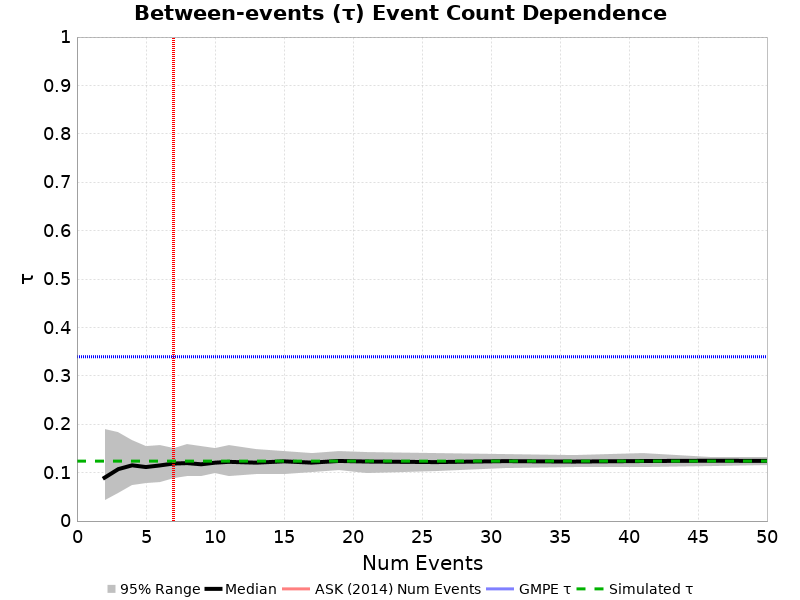 Between-events (τ) Event Count Dependence
1
0.9
0.8
0.7
0.6
0.5
0.4
0.3
0.2
0.1
0
τ
0 5 10 15 20 25 30 35 40 45 50
Num Events
95% Range Median ASK (2014) Num Events GMPE τ Simulated τ